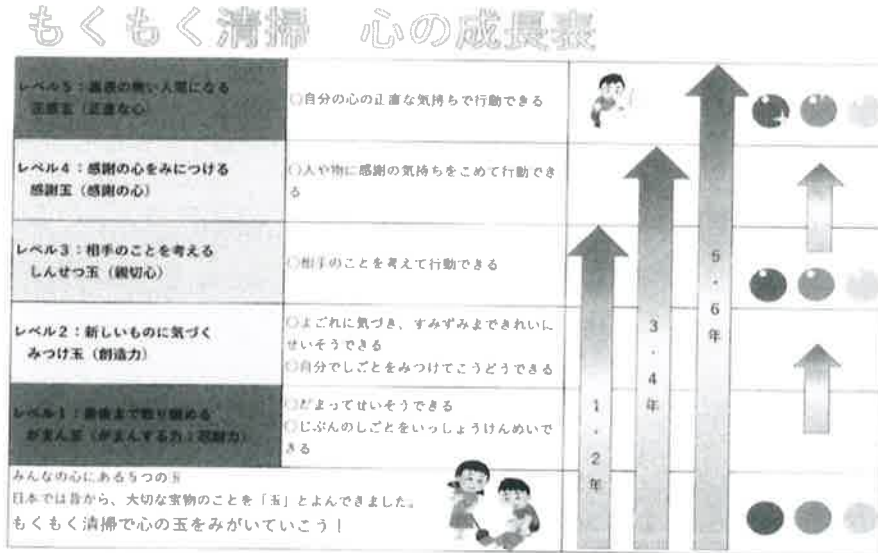 もくもく清掃 心の成長表
レベル5：裏表の無い人間になる
正直玉（正直な心）
○自分の心の正直な気持ちで行動できる
レベル4：感謝の心をみにつける
感謝玉（感謝の心）
○人や物に感謝の気持ちをこめて行動でき
る
レベル3：相手のことを考える
しんせつ玉（親切心）
○相手のことを考えて行動できる
レベル2：新しいものに気づく
みつけ玉（創造力）
○よごれに気づき、すみずみまできれいに
せいそうできる
○自分でしごとをみつけてこうどうできる
レベル1：最後まで取り組める
がまん玉（がまんする力：忍耐力）
○だまってせいそうできる
○じぶんのしごとをいっしょうけんめいで
きる
1・2年
3・4年
5・6年
みんなの心にある5つの玉
日本では昔から、大切な宝物のことを「玉」とよんできました。
もくもく清掃で心の玉をみがいていこう！